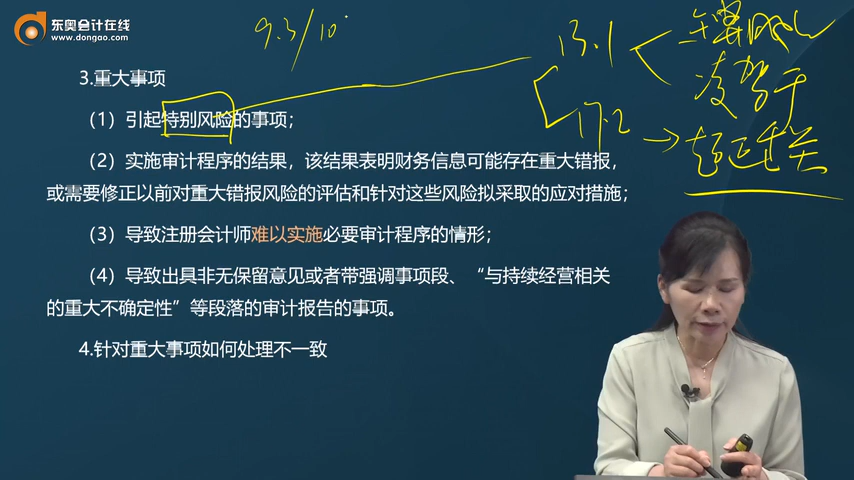 东奥会计在线
www.dongao.com
9.3/10
13.1
17.2
凌驾于
超延长关
3.重大事项
（1）引起特别风险的事项；
（2）实施审计程序的结果，该结果表明财务信息可能存在重大错报，
或需要修正以前对重大错报风险的评估和针对这些风险拟采取的应对措施；
（3）导致注册会计师难以实施必要审计程序的情形；
（4）导致出具非无保留意见或者带强调事项段、“与持续经营相关
的重大不确定性”等段落的审计报告的事项。
4.针对重大事项如何处理不一致